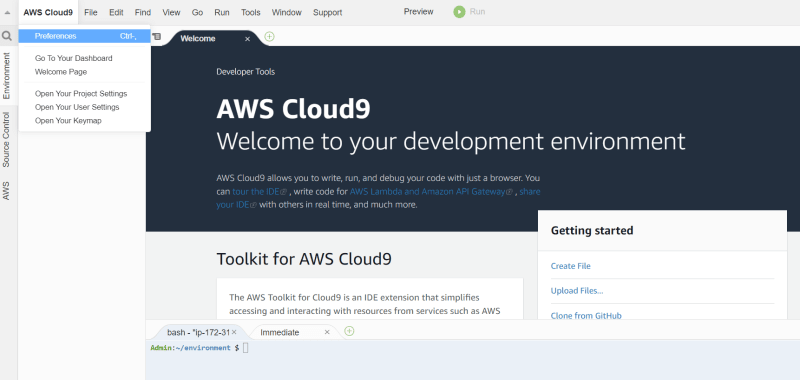 AWS Cloud9 File Edit Find View Go Run Tools Window Support Preview Run
Preferences Ctrl-,
Go To Your Dashboard
Welcome Page
Open Your Project Settings
Open Your User Settings
Open Your Keymap
Environment
Source Control
AWS
Welcome
Developer Tools
AWS Cloud9
Welcome to your development environment
AWS Cloud9 allows you to write, run, and debug your code with just a browser. You
can tour the IDE , write code for AWS Lambda and Amazon API Gateway , share
your IDE with others in real time, and much more.
Toolkit for AWS Cloud9
The AWS Toolkit for Cloud9 is an IDE extension that simplifies
accessing and interacting with resources from services such as AWS
Getting started
Create File
Upload Files...
Clone from GitHub
bash - "ip-172-31 Immediate
Admin:~/environment $